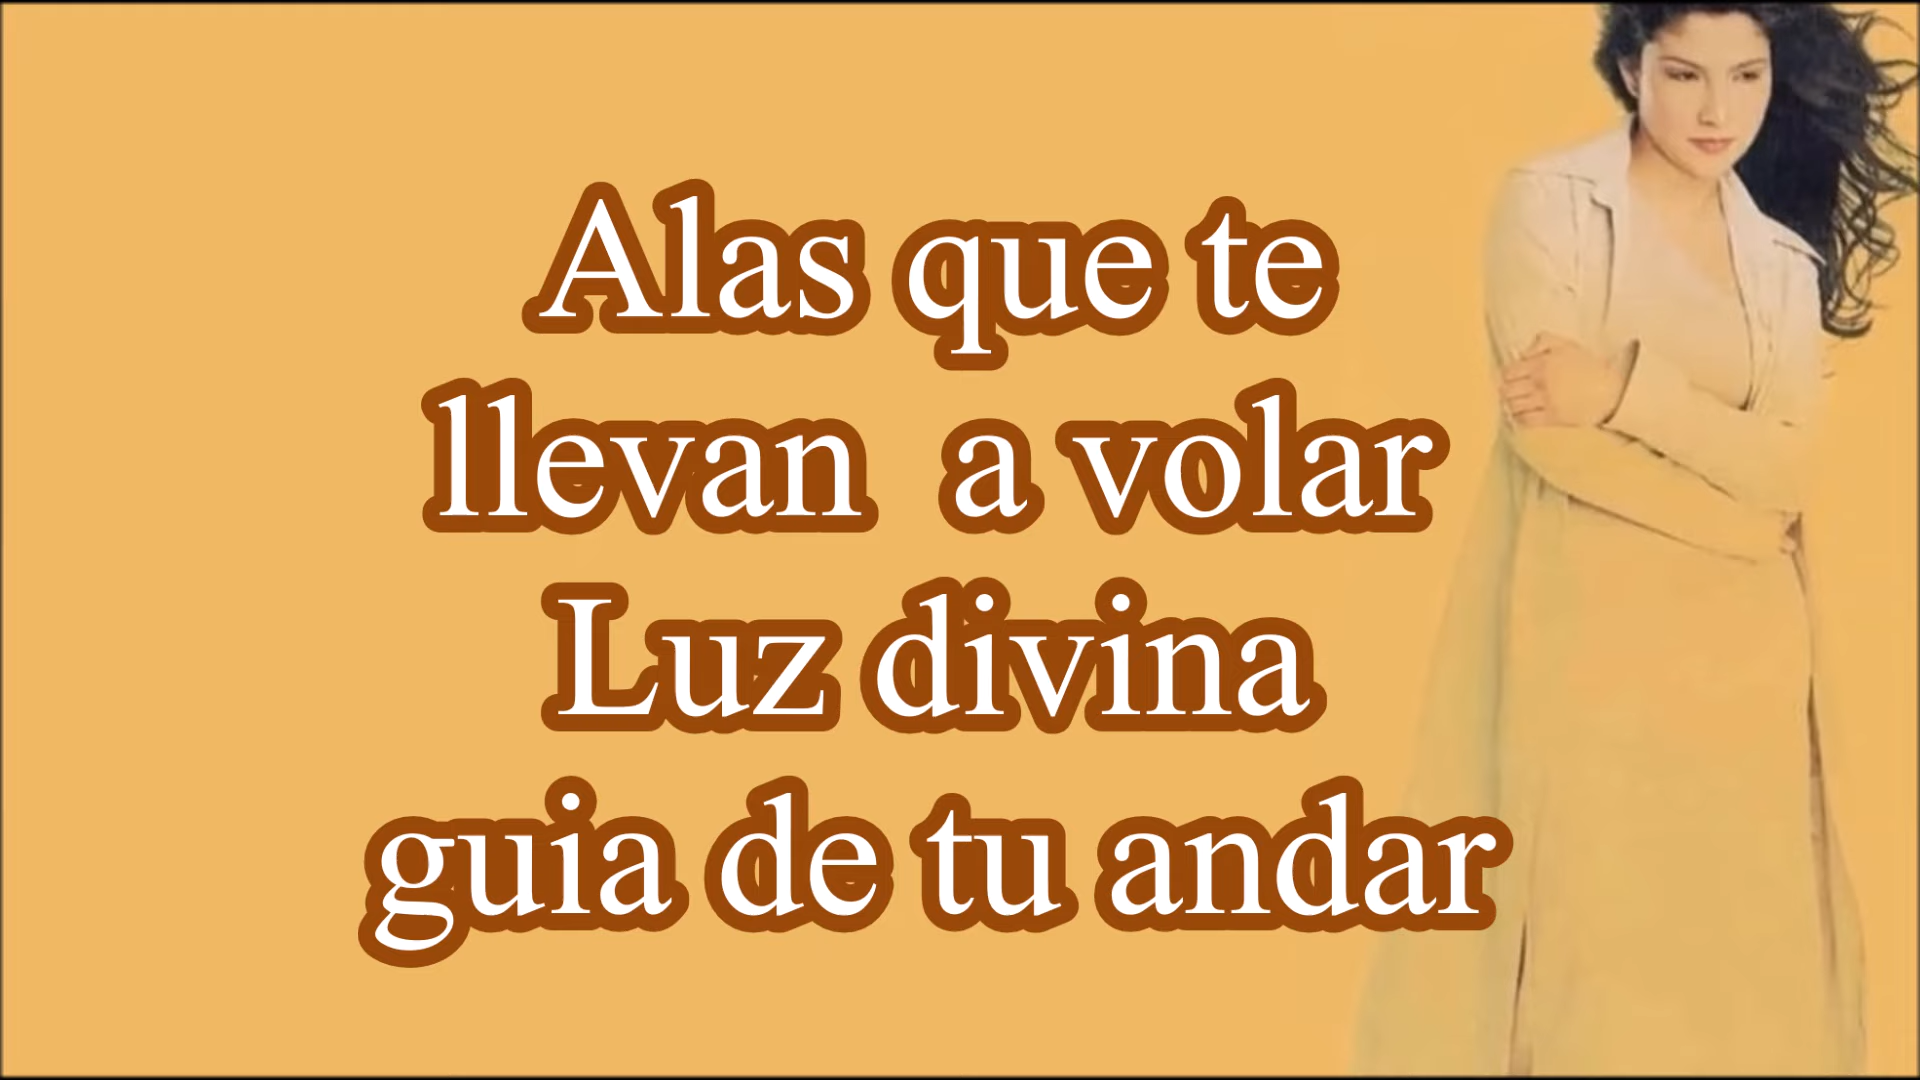 Alas que te
llevan  a volar
Luz divina
guia de tu andar